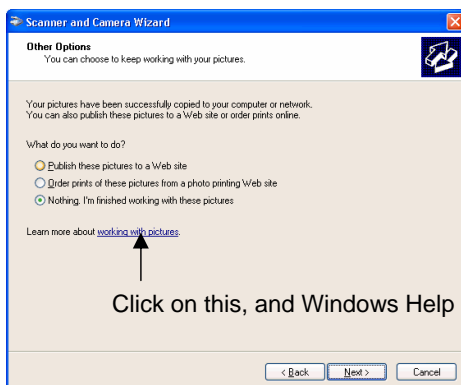 Scanner and Camera Wizard
Other Options
You can choose to keep working with your pictures.
Your pictures have been successfully copied to your computer or network.
You can also publish these pictures to a Web site or order prints online.
What do you want to do?
Publish these pictures to a Web site
Order prints of these pictures from a photo printing Web site
Nothing. I'm finished working with these pictures
Learn more about working with pictures.
Click on this, and Windows Help
< Back Next > Cancel